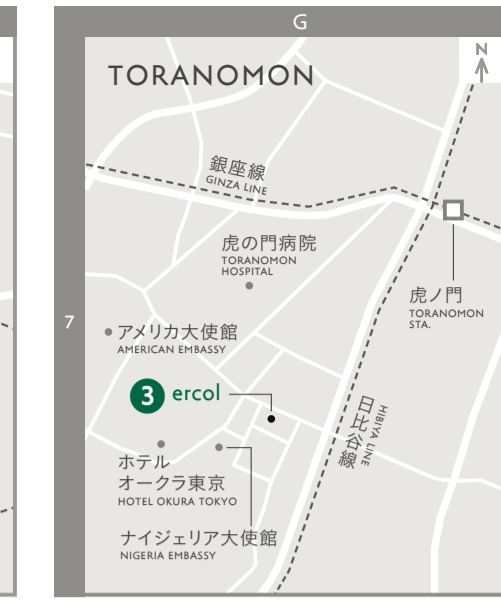 G
N
TORANOMON
銀座線
GINZA LINE
虎の門病院
TORANOMON
HOSPITAL
虎ノ門
TORANOMON
STA.
7
アメリカ大使館
AMERICAN EMBASSY
3 ercol
日比谷線
HIBIYA LINE
ホテル
オークラ東京
HOTEL OKURA TOKYO
ナイジェリア大使館
NIGERIA EMBASSY